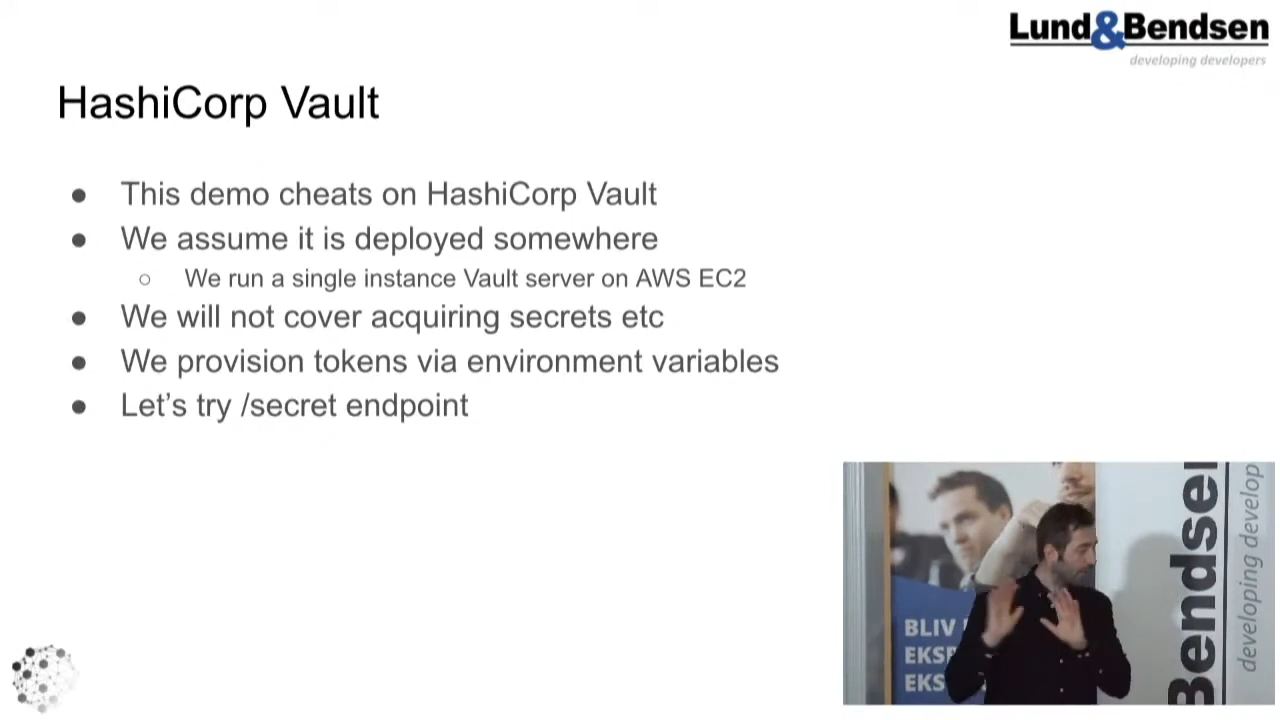 Lund&Bendsen
developing developers
HashiCorp Vault
● This demo cheats on HashiCorp Vault
● We assume it is deployed somewhere
○ We run a single instance Vault server on AWS EC2
● We will not cover acquiring secrets etc
● We provision tokens via environment variables
● Let's try /secret endpoint
BLIV
EKSP
EKS
Bendsen
developing develop